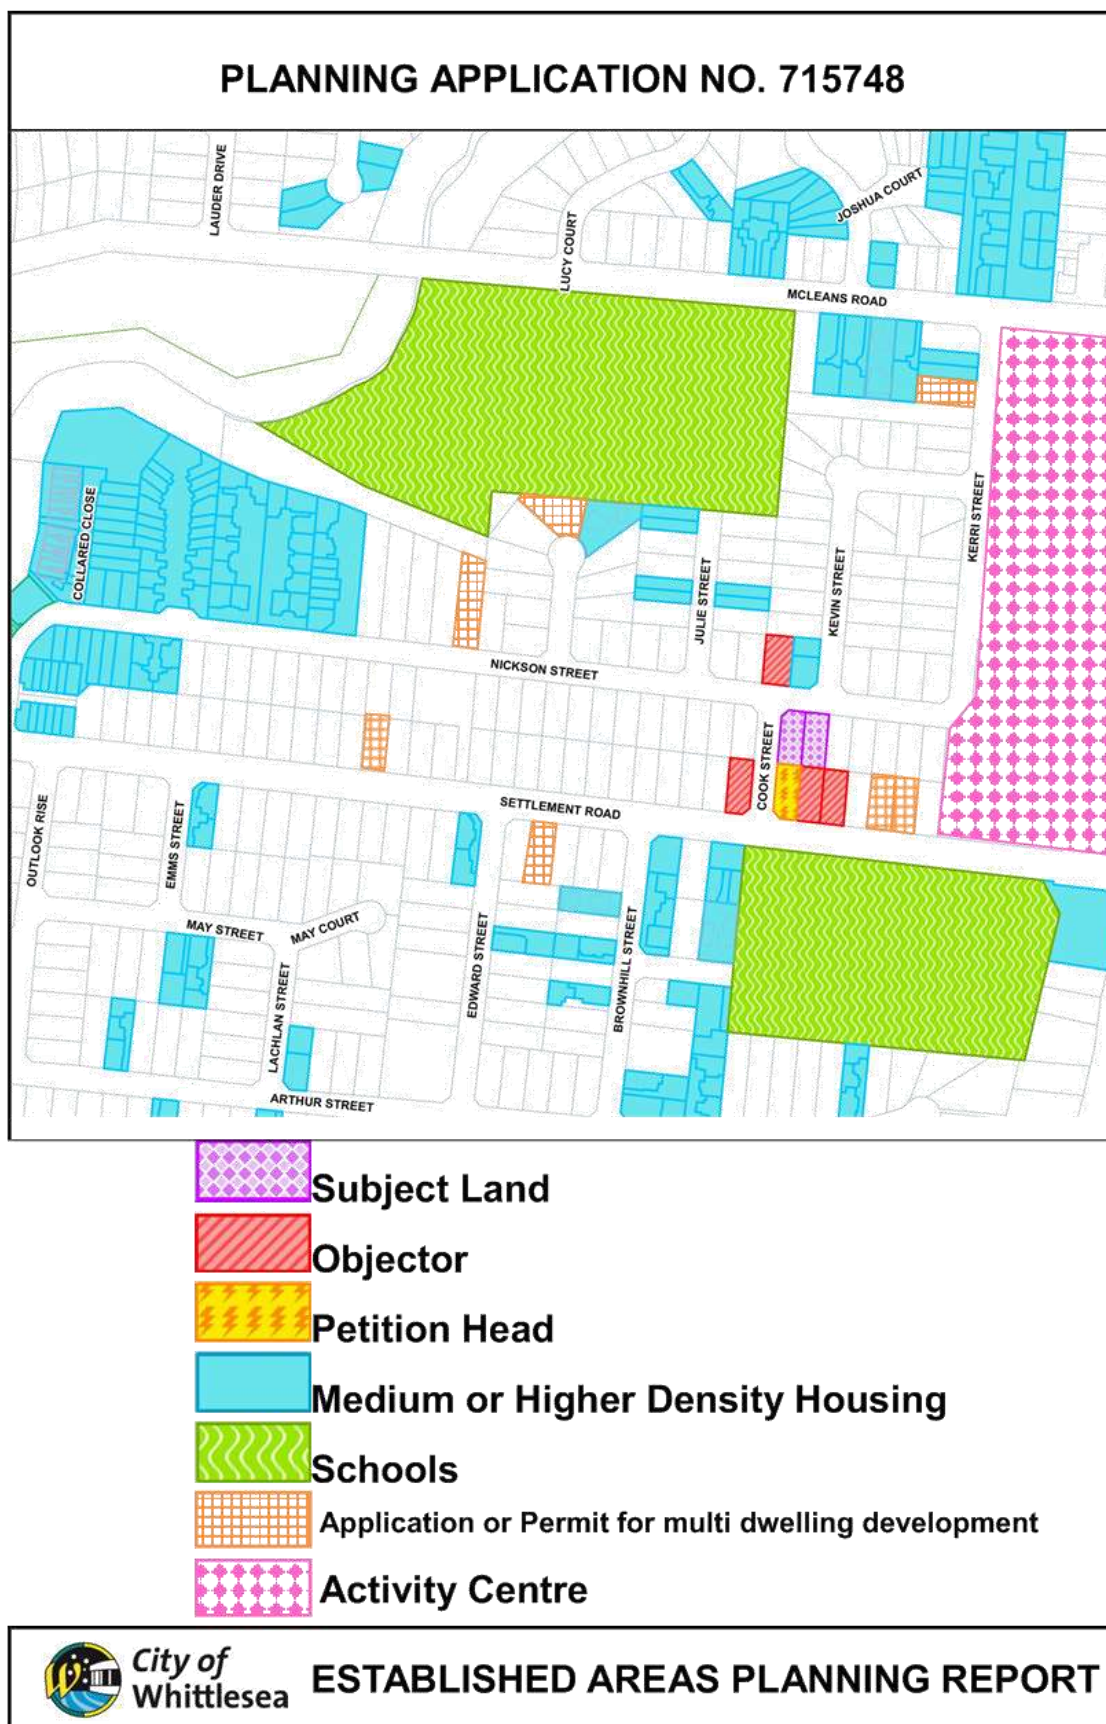 PLANNING APPLICATION NO. 715748
LAUDER DRIVE
LUCY COURT
JOSHUA COURT
MCLEANS ROAD
COLLARED CLOSE
KERRI STREET
KEVIN STREET
JULIE STREET
NICKSON STREET
COOK STREET
SETTLEMENT ROAD
OUTLOOK RISE
EMMS STREET
MAY STREET
MAY COURT
LACHLAN STREET
EDWARD STREET
BROWNHILL STREET
ARTHUR STREET
Subject Land
Objector
Petition Head
Medium or Higher Density Housing
Schools
Application or Permit for multi dwelling development
Activity Centre
City of
Whittlesea
ESTABLISHED AREAS PLANNING REPORT